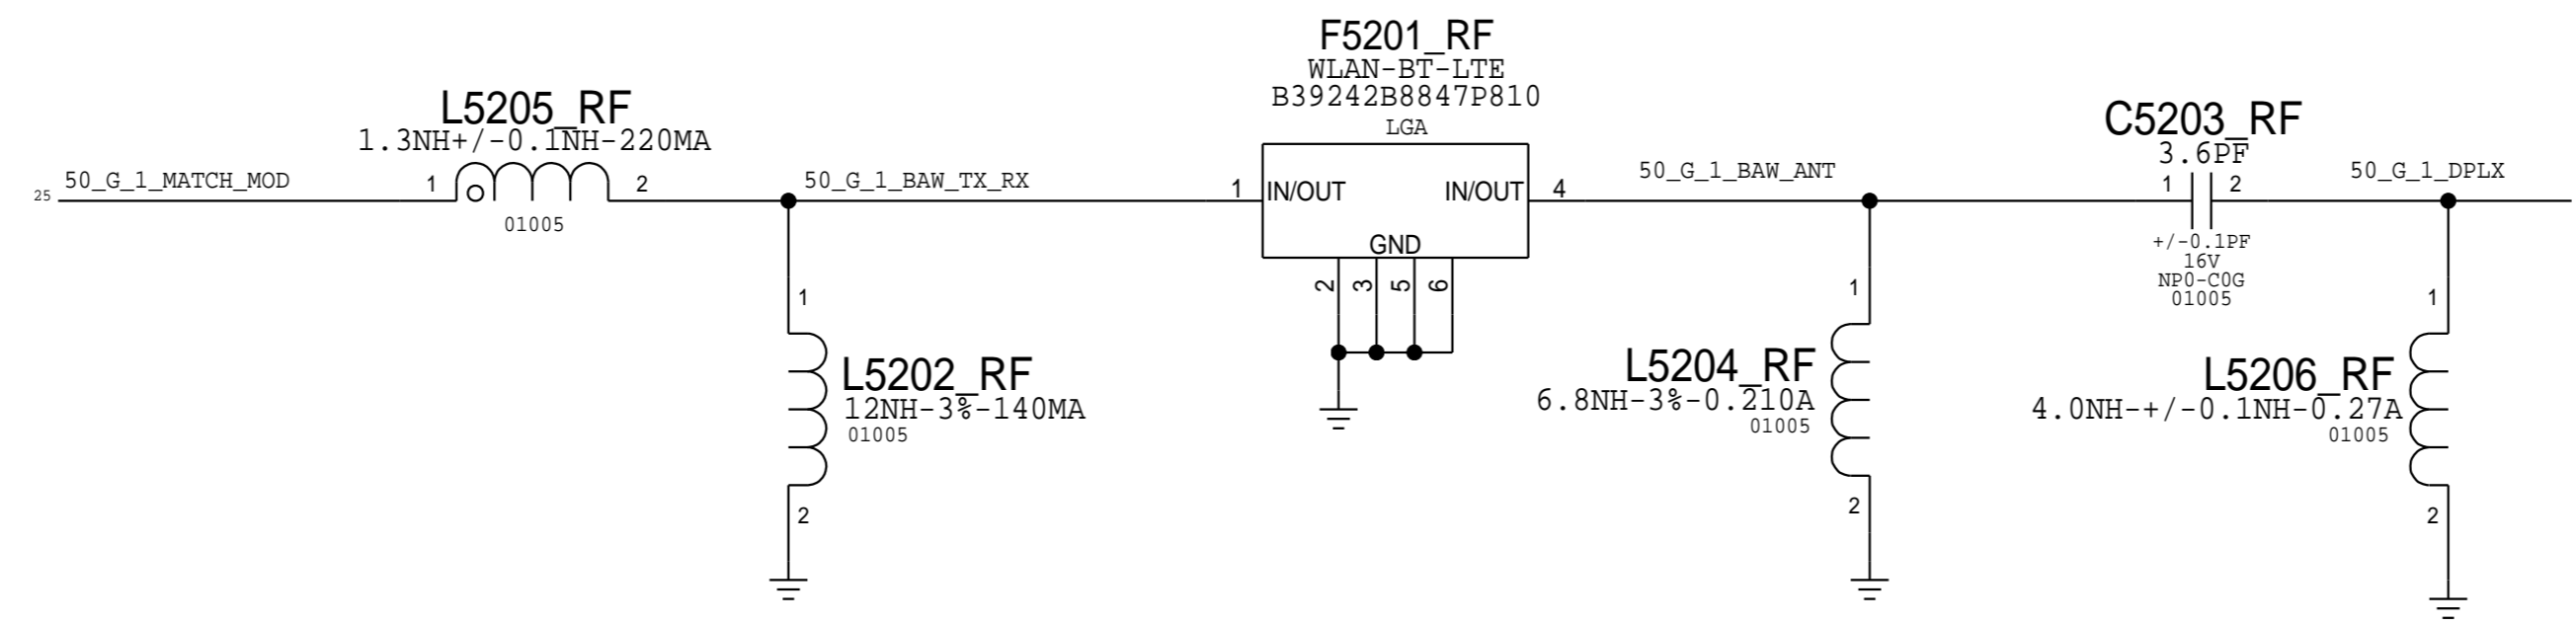 F5201_RF
WLAN-BT-LTE
B39242B8847P810
LGA
L5205_RF
1.3NH+/-0.1NH-220MA
C5203_RF
3.6PF
25
50_G_1_MATCH_MOD
1
2
01005
50_G_1_BAW_TX_RX
1
IN/OUT
IN/OUT
4
GND
2
3
5
6
50_G_1_BAW_ANT
1
2
+/-0.1PF
16V
NP0-C0G
01005
50_G_1_DPLX
1
L5202_RF
12NH-3%-140MA
01005
2
1
L5204_RF
6.8NH-3%-0.210A
01005
2
1
L5206_RF
4.0NH-+/-0.1NH-0.27A
01005
2